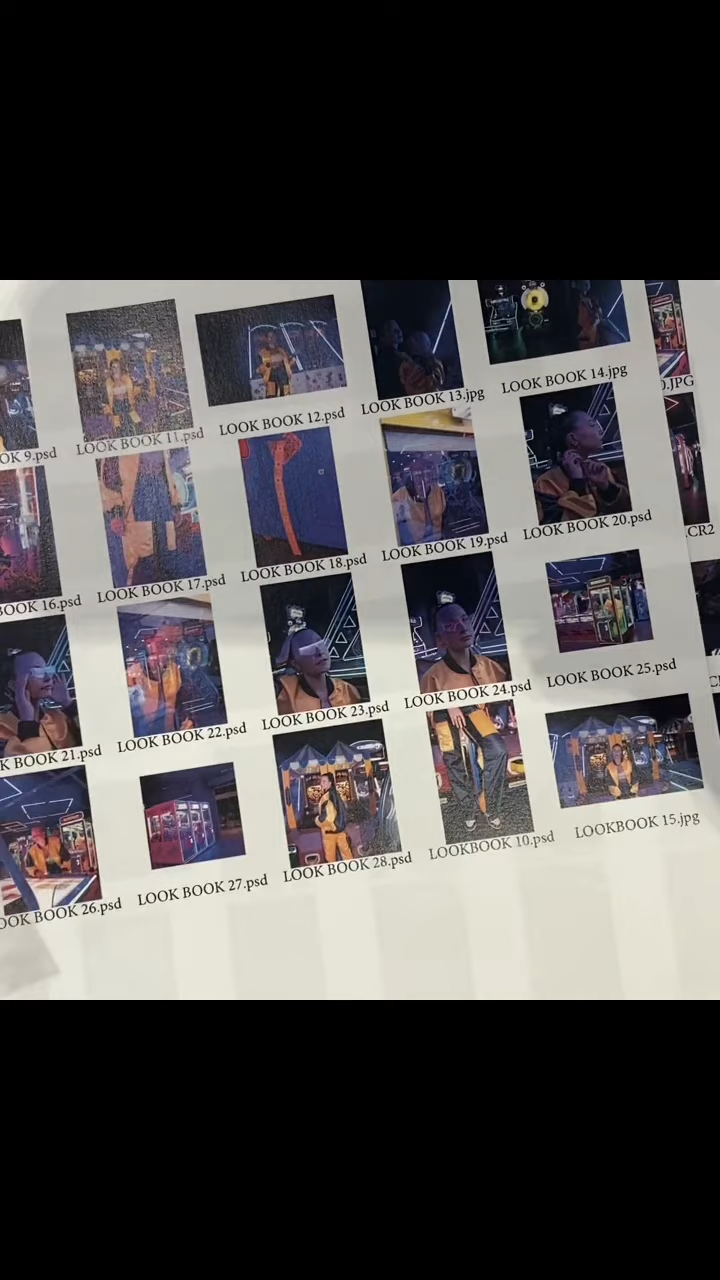 OK 9.psd
LOOK BOOK 11.psd
LOOK BOOK 12.psd
LOOK BOOK 13.jpg
LOOK BOOK 14.jpg
.JPG
BOOK 16.psd
LOOK BOOK 17.psd
LOOK BOOK 18.psd
LOOK BOOK 19.psd
LOOK BOOK 20.psd
.CR2
K BOOK 21.psd
LOOK BOOK 22.psd
LOOK BOOK 23.psd
LOOK BOOK 24.psd
LOOK BOOK 25.psd
OOK BOOK 26.psd
LOOK BOOK 27.psd
LOOK BOOK 28.psd
LOOKBOOK 10.psd
LOOKBOOK 15.jpg